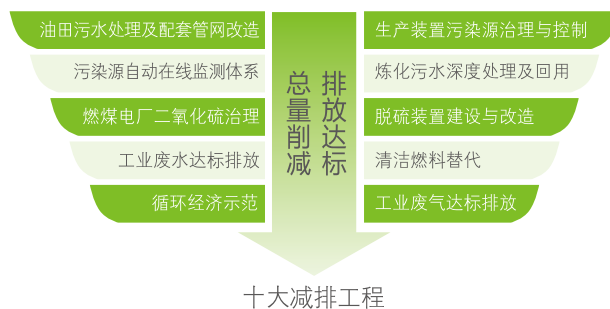 油田污水处理及配套管网改造
污染源自动在线监测体系
燃煤电厂二氧化硫治理
工业废水达标排放
循环经济示范
总量削减
排放达标
生产装置污染源治理与控制
炼化污水深度处理及回用
脱硫装置建设与改造
清洁燃料替代
工业废气达标排放
十大减排工程